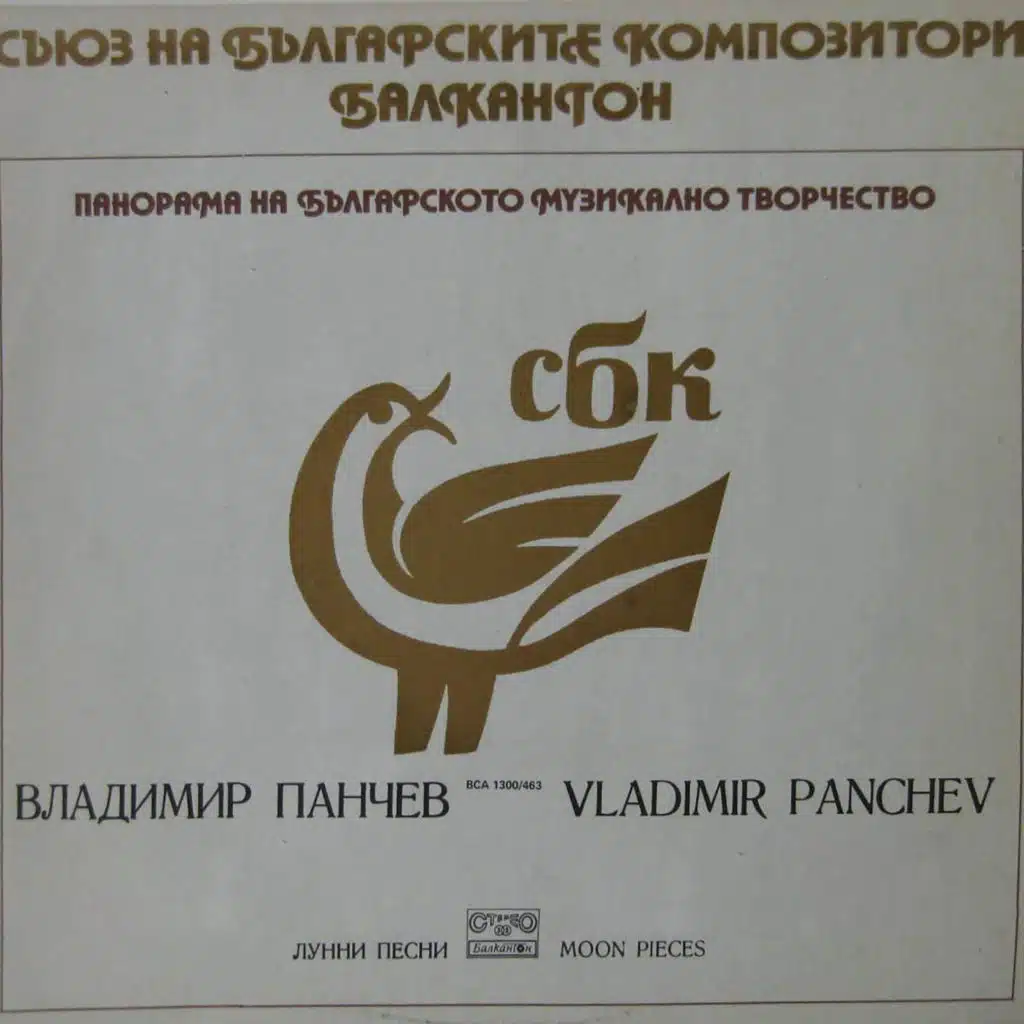 СЪЮЗ НА БЪЛГАРСКИТЕ КОМПОЗИТОРИ
БАЛКАНТОН
ПАНОРАМА НА БЪЛГАРСКОТО МУЗИКАЛНО ТВОРЧЕСТВО
сбк
ВЛАДИМИР ПАНЧЕВ ВСА 1300/463 VLADIMIR PANCHEV
СТЕРЕО
33
ЛУННИ ПЕСНИ Балкантон MOON PIECES